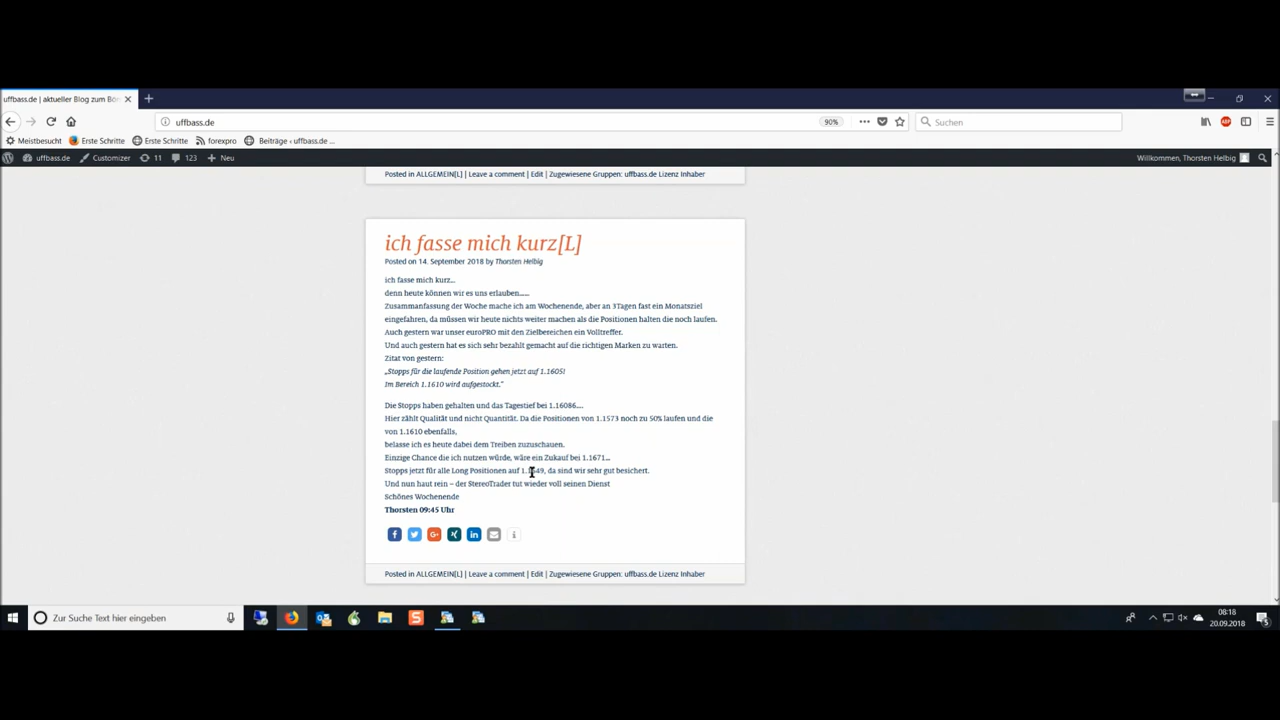 uffbass.de | aktueller Blog zum Bö
uffbass.de
90%
Suchen
Meistbesucht
Erste Schritte
Erste Schritte
forexpro
Beiträge ‹ uffbass.de ...
uffbass.de
Customizer
11
123
Neu
Willkommen, Thorsten Helbig
Posted in ALLGEMEIN[L] | Leave a comment | Edit | Zugewiesene Gruppen: uffbass.de Lizenz Inhaber
ich fasse mich kurz[L]
Posted on 14. September 2018 by Thorsten Helbig
ich fasse mich kurz...
denn heute können wir es uns erlauben......
Zusammanfassung der Woche mache ich am Wochenende, aber an 3Tagen fast ein Monatsziel
eingefahren, da müssen wir heute nichts weiter machen als die Positionen halten die noch laufen.
Auch gestern war unser euroPRO mit den Zielbereichen ein Volltreffer.
Und auch gestern hat es sich sehr bezahlt gemacht auf die richtigen Marken zu warten.
Zitat von gestern:
„Stopps für die laufende Position gehen jetzt auf 1.1605!
Im Bereich 1.1610 wird aufgestockt.“
Die Stopps haben gehalten und das Tagestief bei 1.16086....
Hier zählt Qualität und nicht Quantität. Da die Positionen von 1.1573 noch zu 50% laufen und die
von 1.1610 ebenfalls,
belasse ich es heute dabei dem Treiben zuzuschauen.
Einzige Chance die ich nutzen würde, wäre ein Zukauf bei 1.1671...
Stopps jetzt für alle Long Positionen auf da sind wir sehr gut besichert.
Und nun haut rein – der StereoTrader tut wieder voll seinen Dienst
Schönes Wochenende
Thorsten 09:45 Uhr
Posted in ALLGEMEIN[L] | Leave a comment | Edit | Zugewiesene Gruppen: uffbass.de Lizenz Inhaber
Zur Suche Text hier eingeben
08:18
20.09.2018